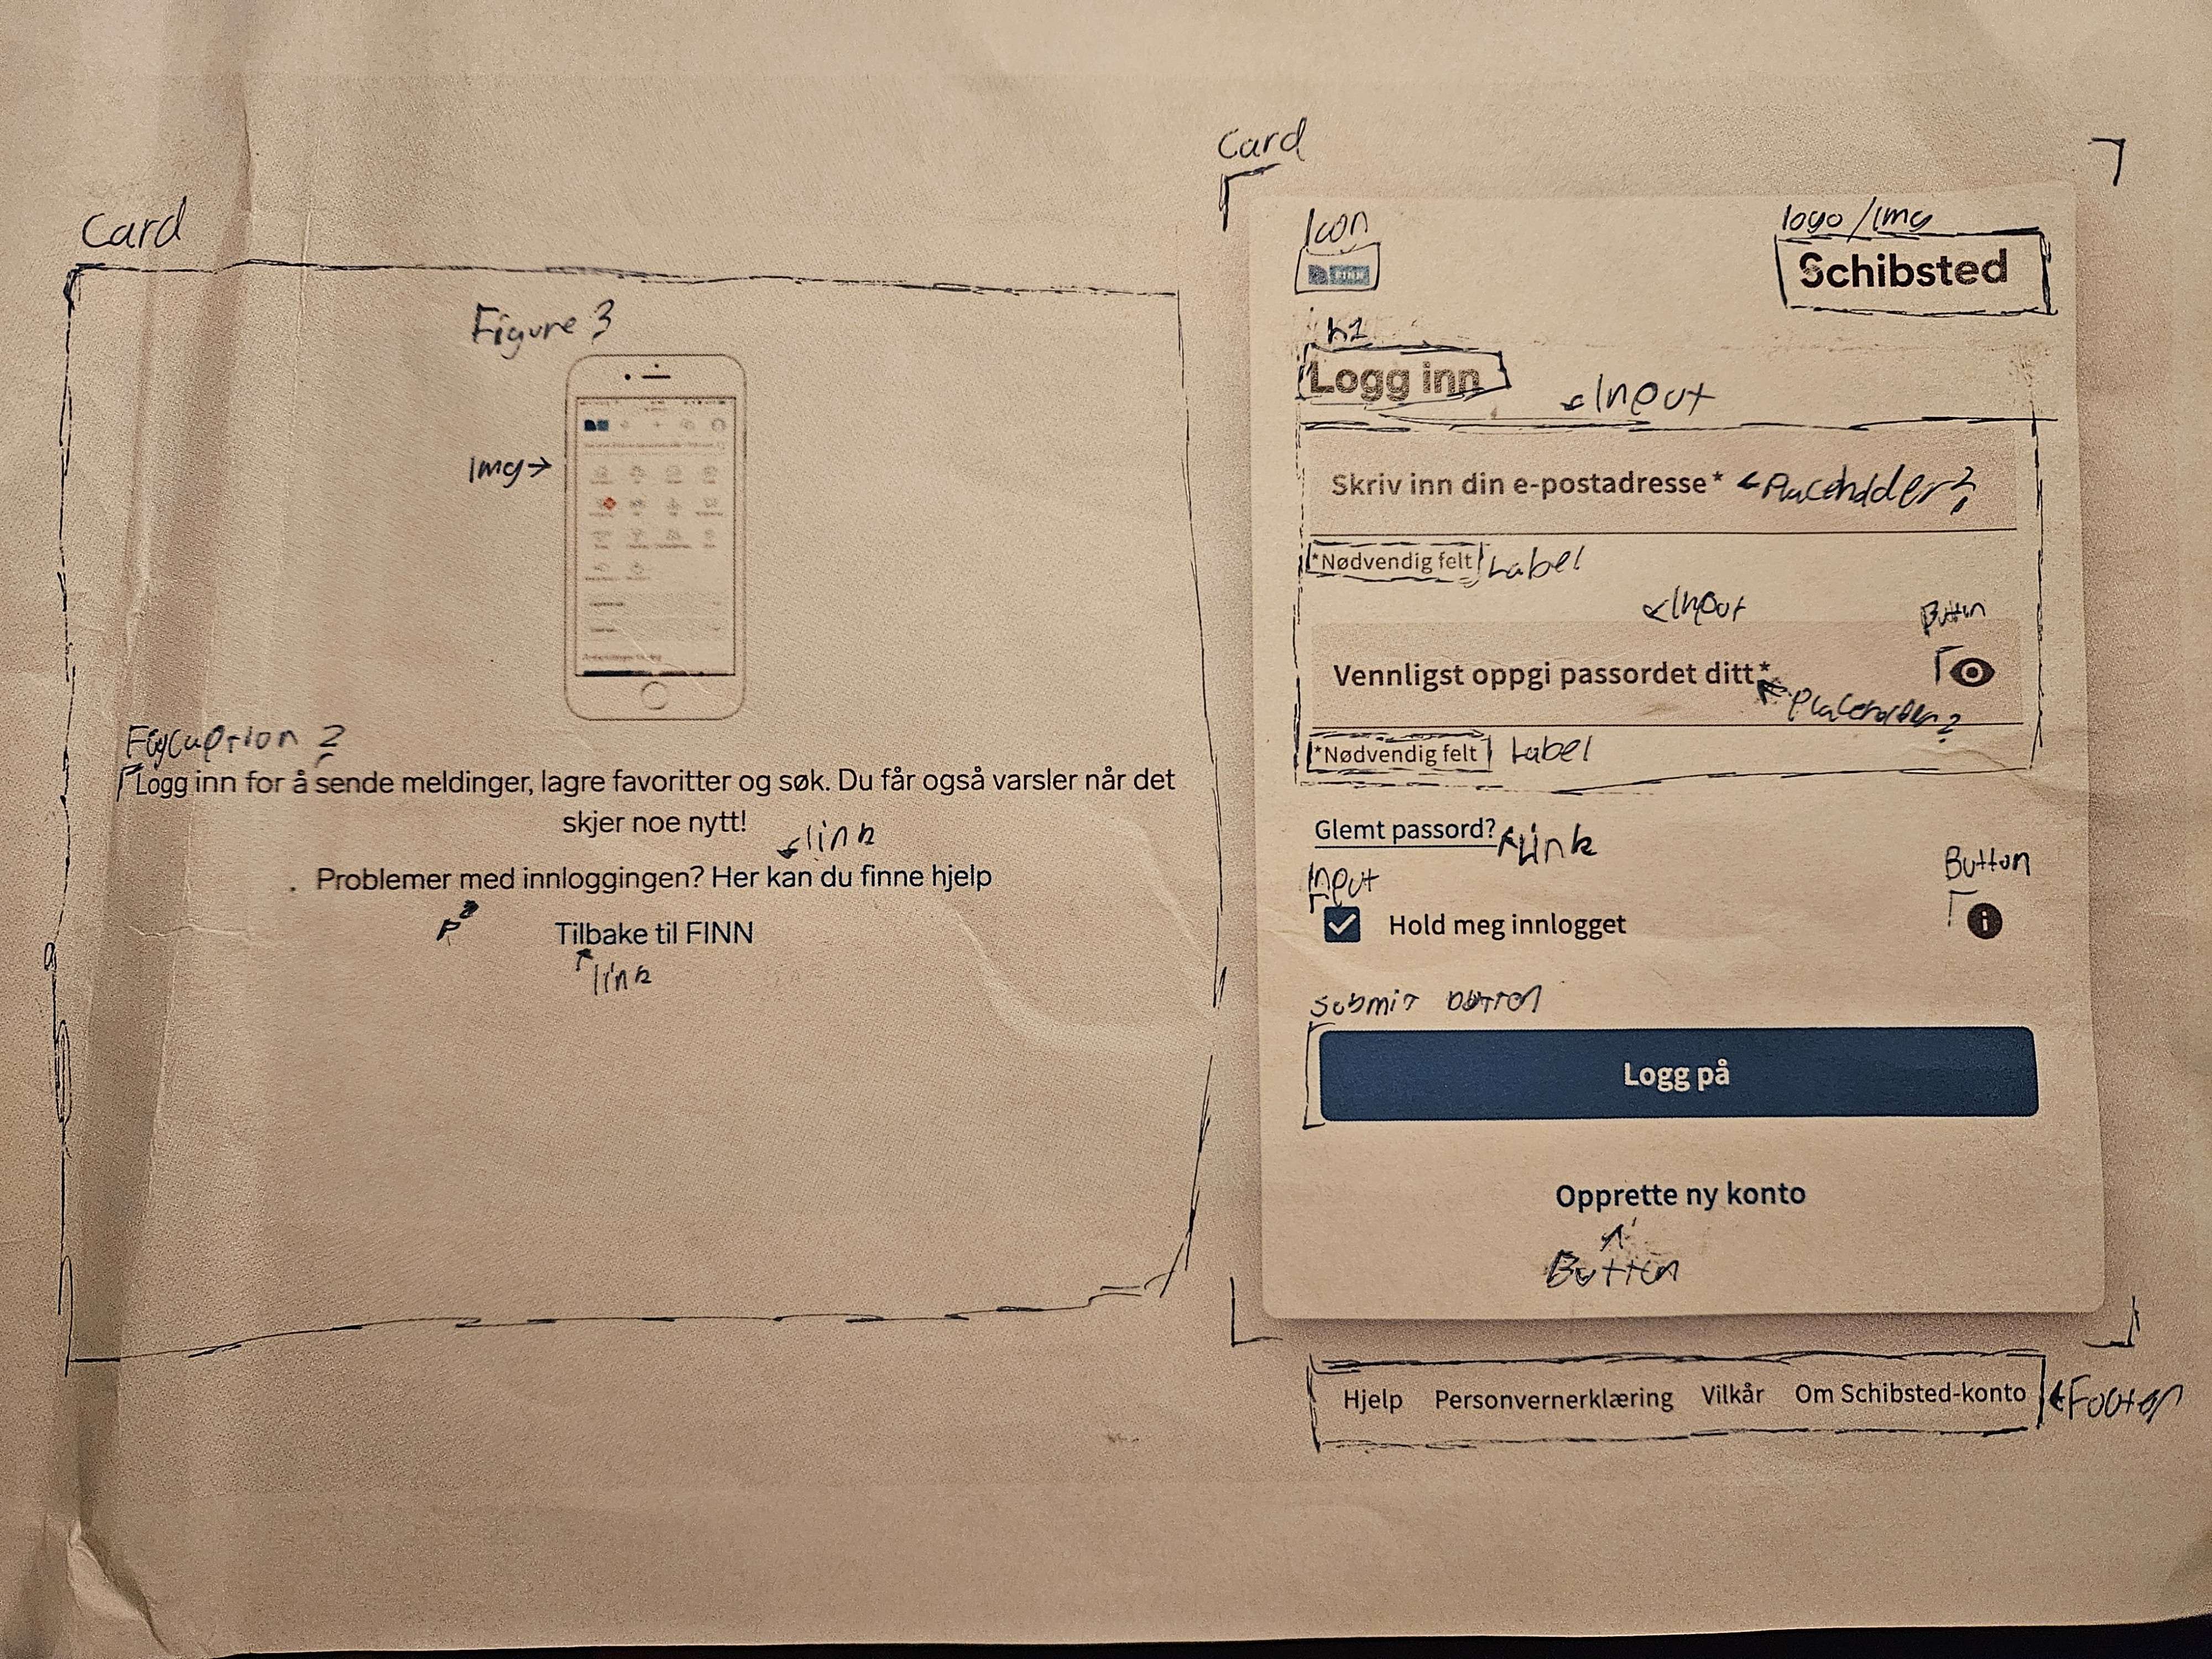 Card
Figure 3
Img→
Figcaption ?
Logg inn for å sende meldinger, lagre favoritter og søk. Du får også varsler når det
skjer noe nytt!
link
Problemer med innloggingen? Her kan du finne hjelp
Tilbake til FINN
link
Card
Icon
logo/Img
FINN
Schibsted
h1
Logg inn
Input
Skriv inn din e-postadresse* ←Placeholder?
*Nødvendig felt Label
Input
Button
Vennligst oppgi passordet ditt*
Placeholder?
*Nødvendig felt Label
Glemt passord? Link
Input
Button
Hold meg innlogget
i
Submit button
Logg på
Opprette ny konto
Button
Hjelp Personvernerklæring Vilkår Om Schibsted-konto Footer